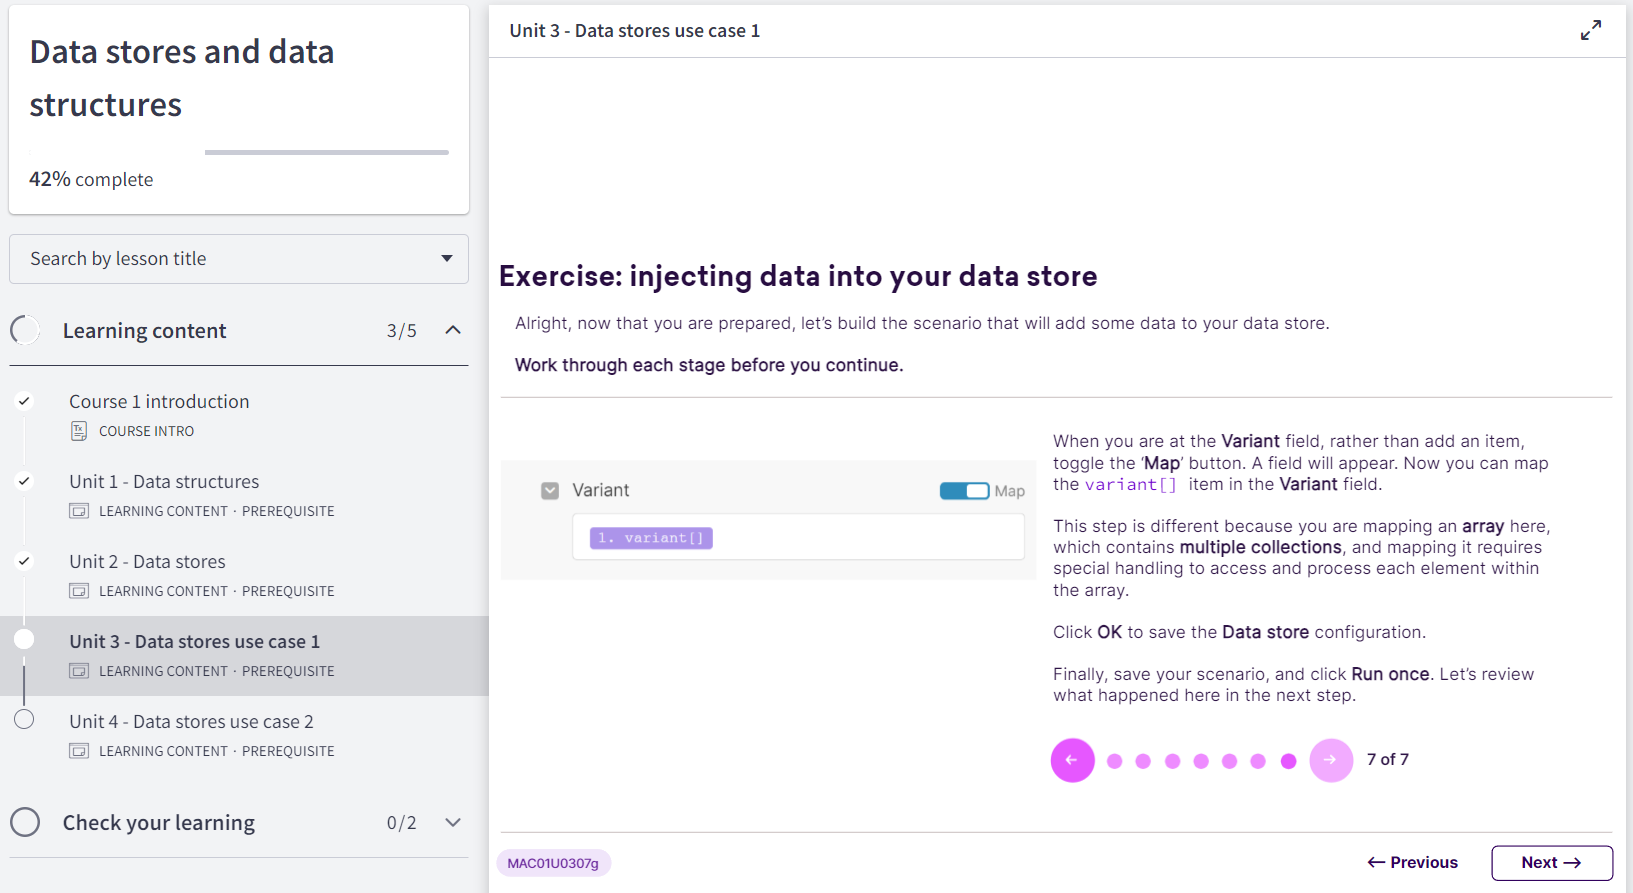 Data stores and data
structures
42% complete
Search by lesson title
Learning content 3/5
Course 1 introduction
COURSE INTRO
Unit 1 - Data structures
LEARNING CONTENT · PREREQUISITE
Unit 2 - Data stores
LEARNING CONTENT · PREREQUISITE
Unit 3 - Data stores use case 1
LEARNING CONTENT · PREREQUISITE
Unit 4 - Data stores use case 2
LEARNING CONTENT · PREREQUISITE
Check your learning 0/2
Unit 3 - Data stores use case 1
Exercise: injecting data into your data store
Alright, now that you are prepared, let's build the scenario that will add some data to your data store.
Work through each stage before you continue.
Variant Map
1. variant[]
When you are at the Variant field, rather than add an item,
toggle the ‘Map’ button. A field will appear. Now you can map
the variant[] item in the Variant field.
This step is different because you are mapping an array here,
which contains multiple collections, and mapping it requires
special handling to access and process each element within
the array.
Click OK to save the Data store configuration.
Finally, save your scenario, and click Run once. Let's review
what happened here in the next step.
← → 7 of 7
MAC01U0307g
← Previous Next →